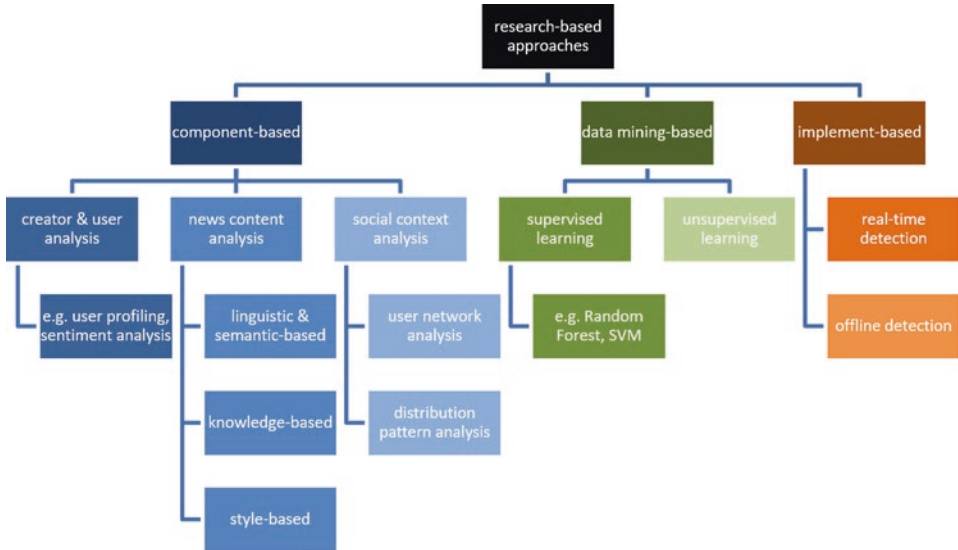 research-based
approaches
component-based
data mining-based
implement-based
creator & user
analysis
news content
analysis
social context
analysis
supervised
learning
unsupervised
learning
real-time
detection
e.g. user profiling,
sentiment analysis
linguistic &
semantic-based
user network
analysis
e.g. Random
Forest, SVM
offline detection
knowledge-based
distribution
pattern analysis
style-based